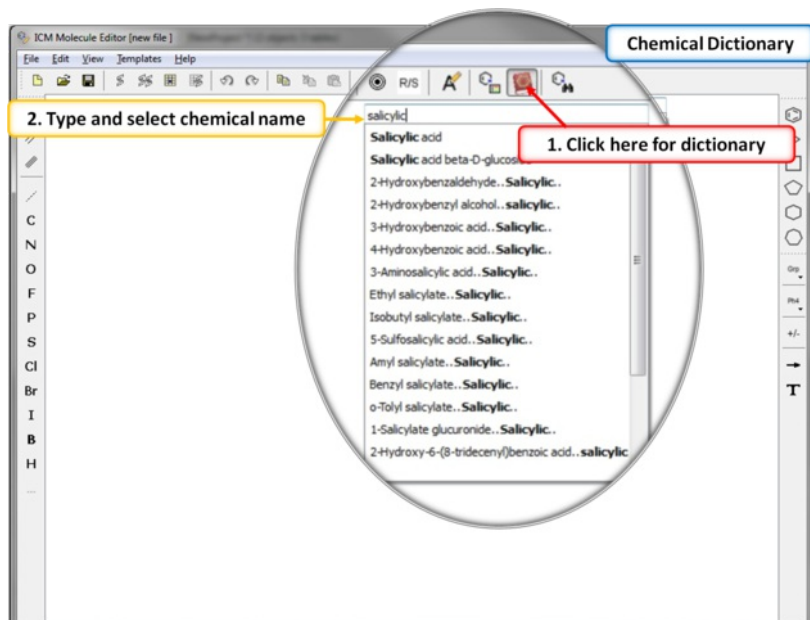 ICM Molecule Editor [new file ]
Chemical Dictionary
File Edit View Templates Help
R/S
2. Type and select chemical name
salicylic
1. Click here for dictionary
Salicylic acid
Salicylic acid beta-D-glucoside
2-Hydroxybenzaldehyde..Salicylic..
2-Hydroxybenzyl alcohol..salicylic..
3-Hydroxybenzoic acid..Salicylic..
4-Hydroxybenzoic acid..Salicylic..
3-Aminosalicylic acid..Salicylic..
Ethyl salicylate..Salicylic..
Isobutyl salicylate..Salicylic..
5-Sulfosalicylic acid..Salicylic..
Amyl salicylate..Salicylic..
Benzyl salicylate..Salicylic..
o-Tolyl salicylate..Salicylic..
1-Salicylate glucuronide..Salicylic..
2-Hydroxy-6-(8-tridecenyl)benzoic acid..salicylic
C
N
O
F
P
S
Cl
Br
I
B
H
...
Grp
Ph4
+/-
T